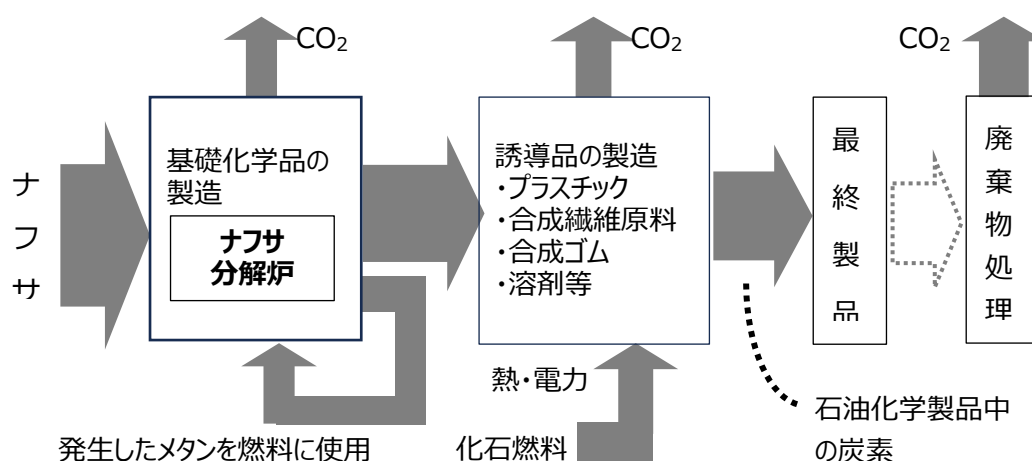 CO₂
CO₂
CO₂
ナフサ
基礎化学品の
製造
ナフサ
分解炉
誘導品の製造
・プラスチック
・合成繊維原料
・合成ゴム
・溶剤等
最終製品
廃棄物処理
熱・電力
発生したメタンを燃料に使用
化石燃料
石油化学製品中
の炭素